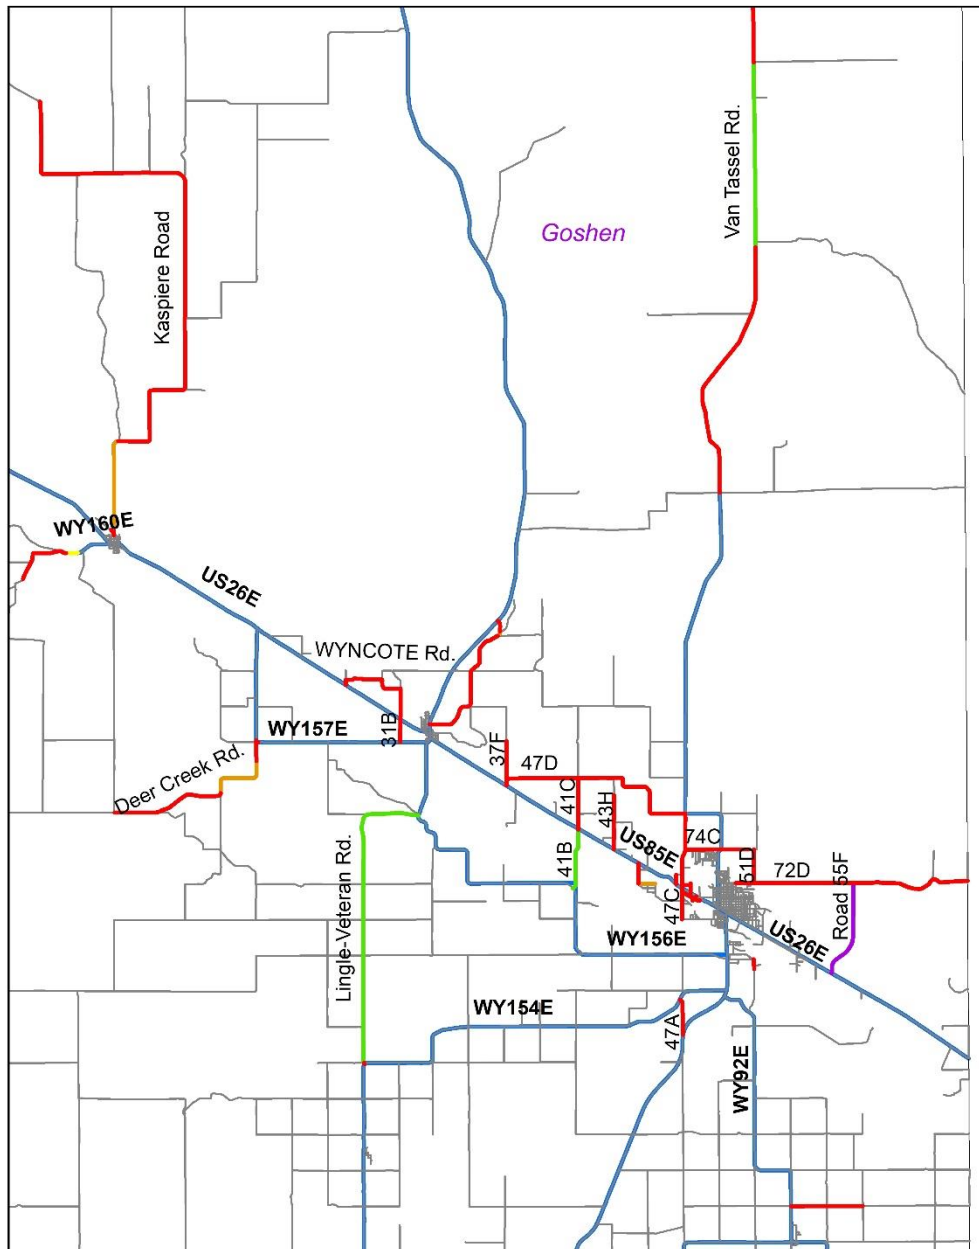 Van Tassel Rd.
Goshen
Kaspiere Road
WY160E
US26E
WYNCOTE Rd.
31B
WY157E
37F
47D
Deer Creek Rd.
41C
43H
US85E
74C
41B
51D
72D
47C
Road 55F
Lingle-Veteran Rd.
WY156E
US26E
WY154E
47A
WY92E